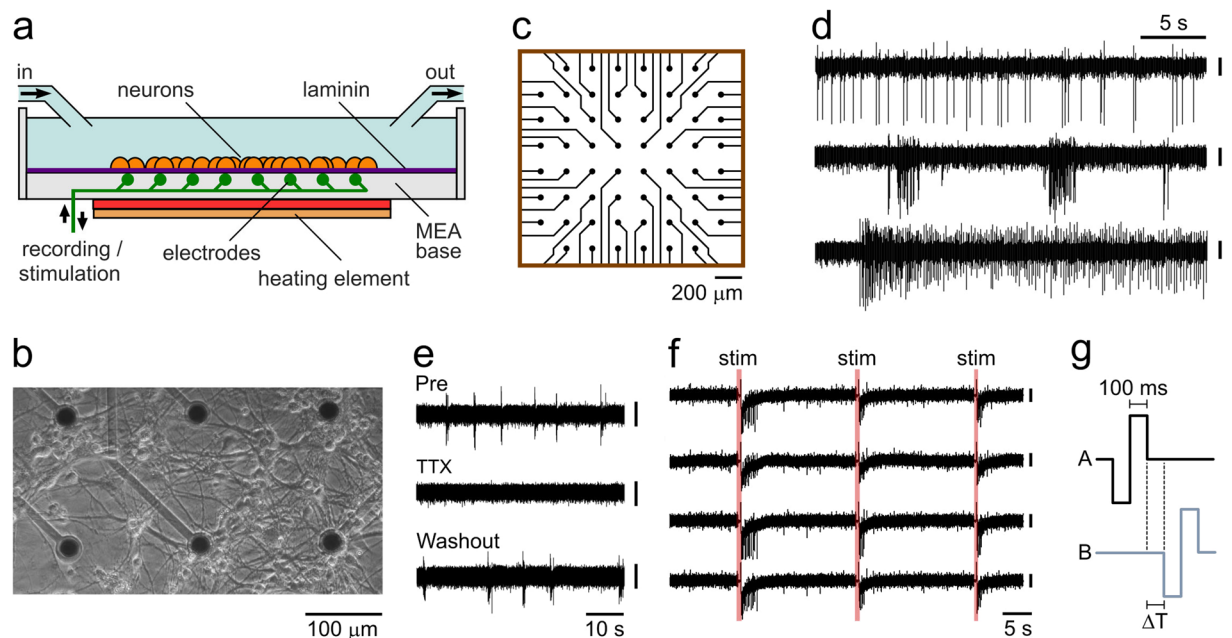 a
in
out
neurons
laminin
recording /
stimulation
electrodes
heating element
MEA
base
b
100 μm
c
200 μm
d
5 s
e
Pre
TTX
Washout
10 s
f
stim
stim
stim
5 s
g
100 ms
A
B
ΔT